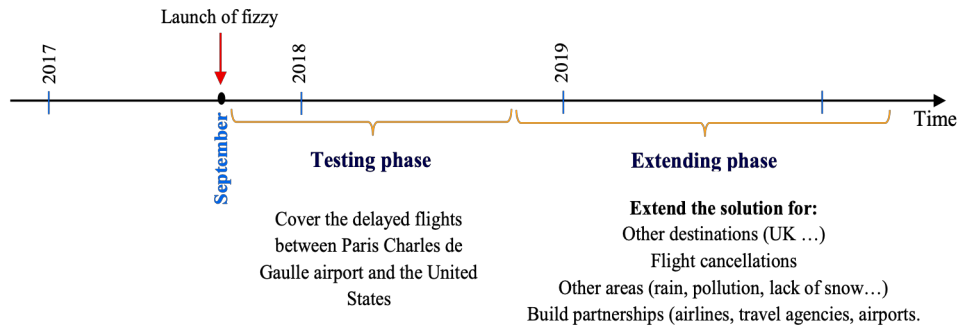 Launch of fizzy
2017
2018
2019
September
Time
Testing phase
Cover the delayed flights
between Paris Charles de
Gaulle airport and the United
States
Extending phase
Extend the solution for:
Other destinations (UK …)
Flight cancellations
Other areas (rain, pollution, lack of snow…)
Build partnerships (airlines, travel agencies, airports.